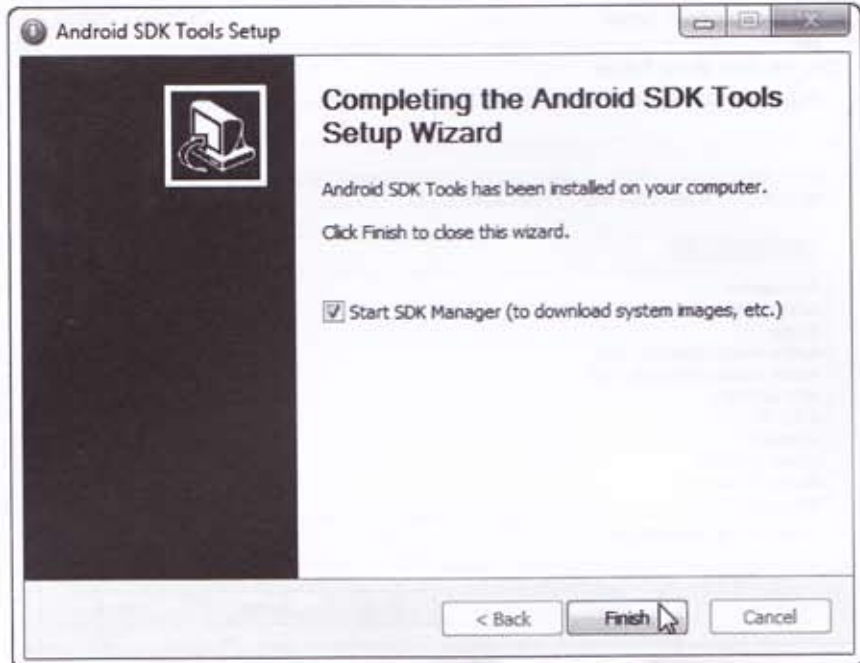 Android SDK Tools Setup
Completing the Android SDK Tools
Setup Wizard
Android SDK Tools has been installed on your computer.
Click Finish to close this wizard.
Start SDK Manager (to download system images, etc.)
< Back
Finish
Cancel